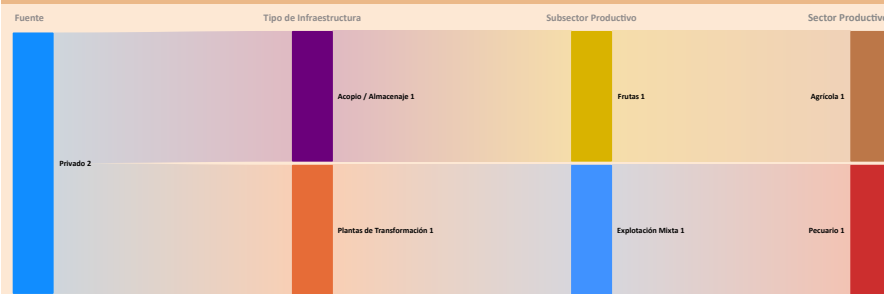 Fuente
Tipo de Infraestructura
Subsector Productivo
Sector Productivo
Acopio / Almacenaje 1
Frutas 1
Agrícola 1
Privado 2
Plantas de Transformación 1
Explotación Mixta 1
Pecuario 1